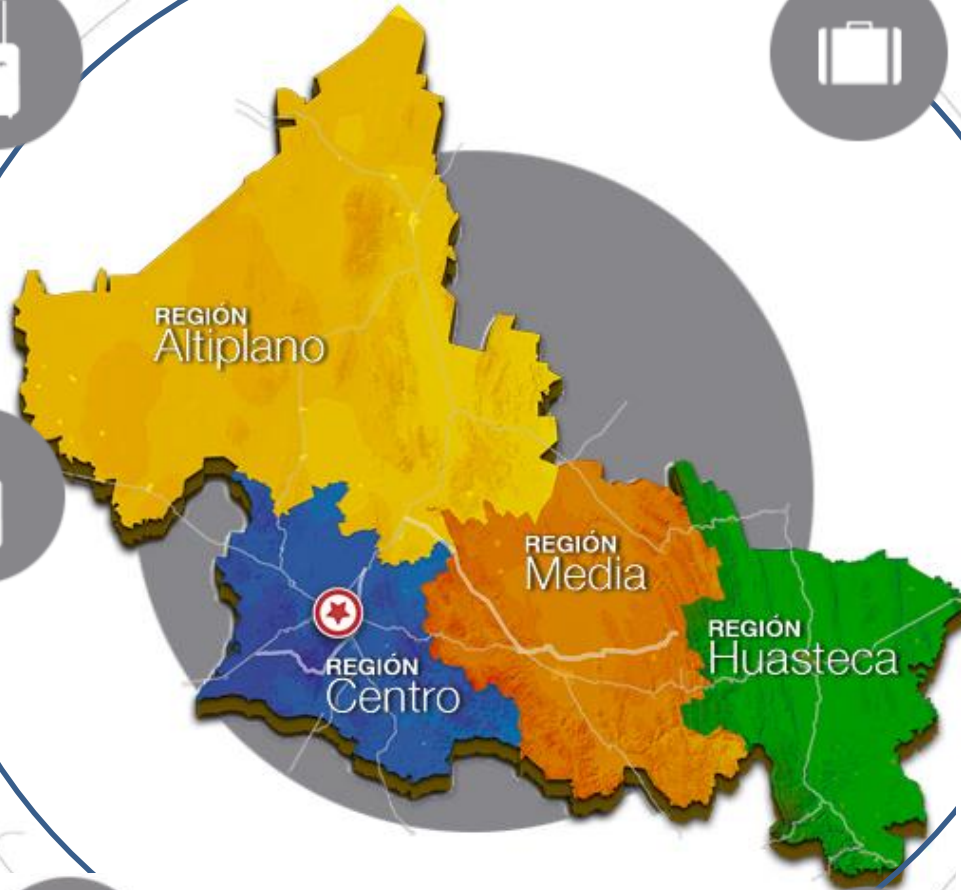 REGIÓN
Altiplano
REGIÓN
Media
REGIÓN
Huasteca
REGIÓN
Centro